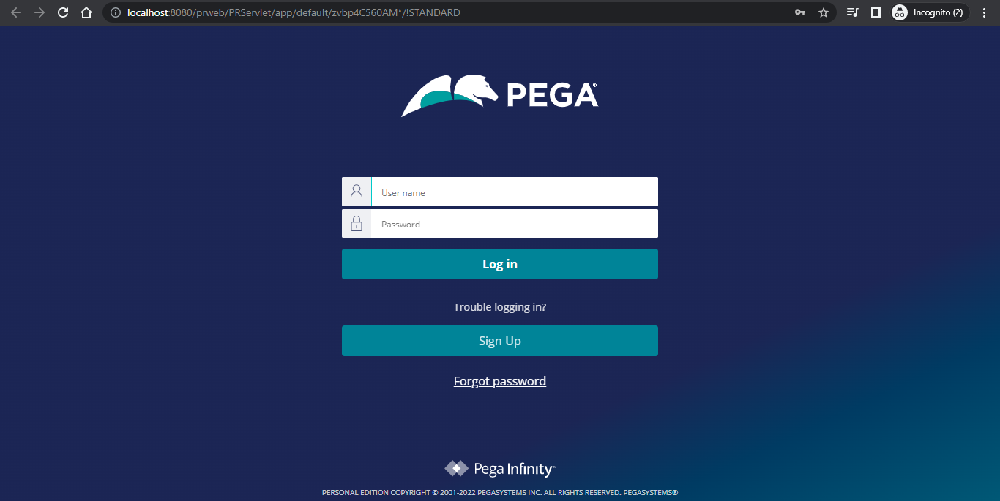 localhost:8080/prweb/PRServlet/app/default/zvbp4C560AM*/!STANDARD
Incognito (2)
PEGA®
User name
Password
Log in
Trouble logging in?
Sign Up
Forgot password
Pega Infinity™
PERSONAL EDITION COPYRIGHT © 2001-2022 PEGASYSTEMS INC. ALL RIGHTS RESERVED. PEGASYSTEMS®